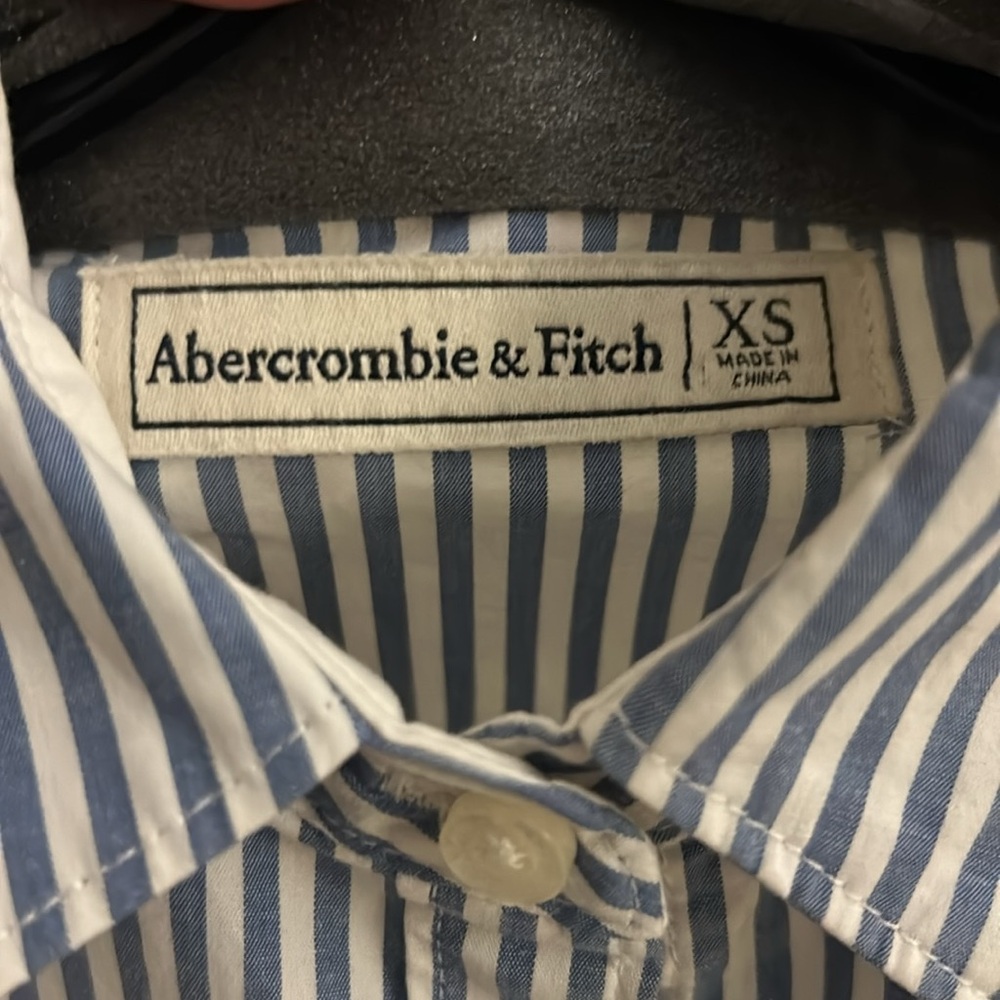 Abercrombie & Fitch | XS
MADE IN
CHINA